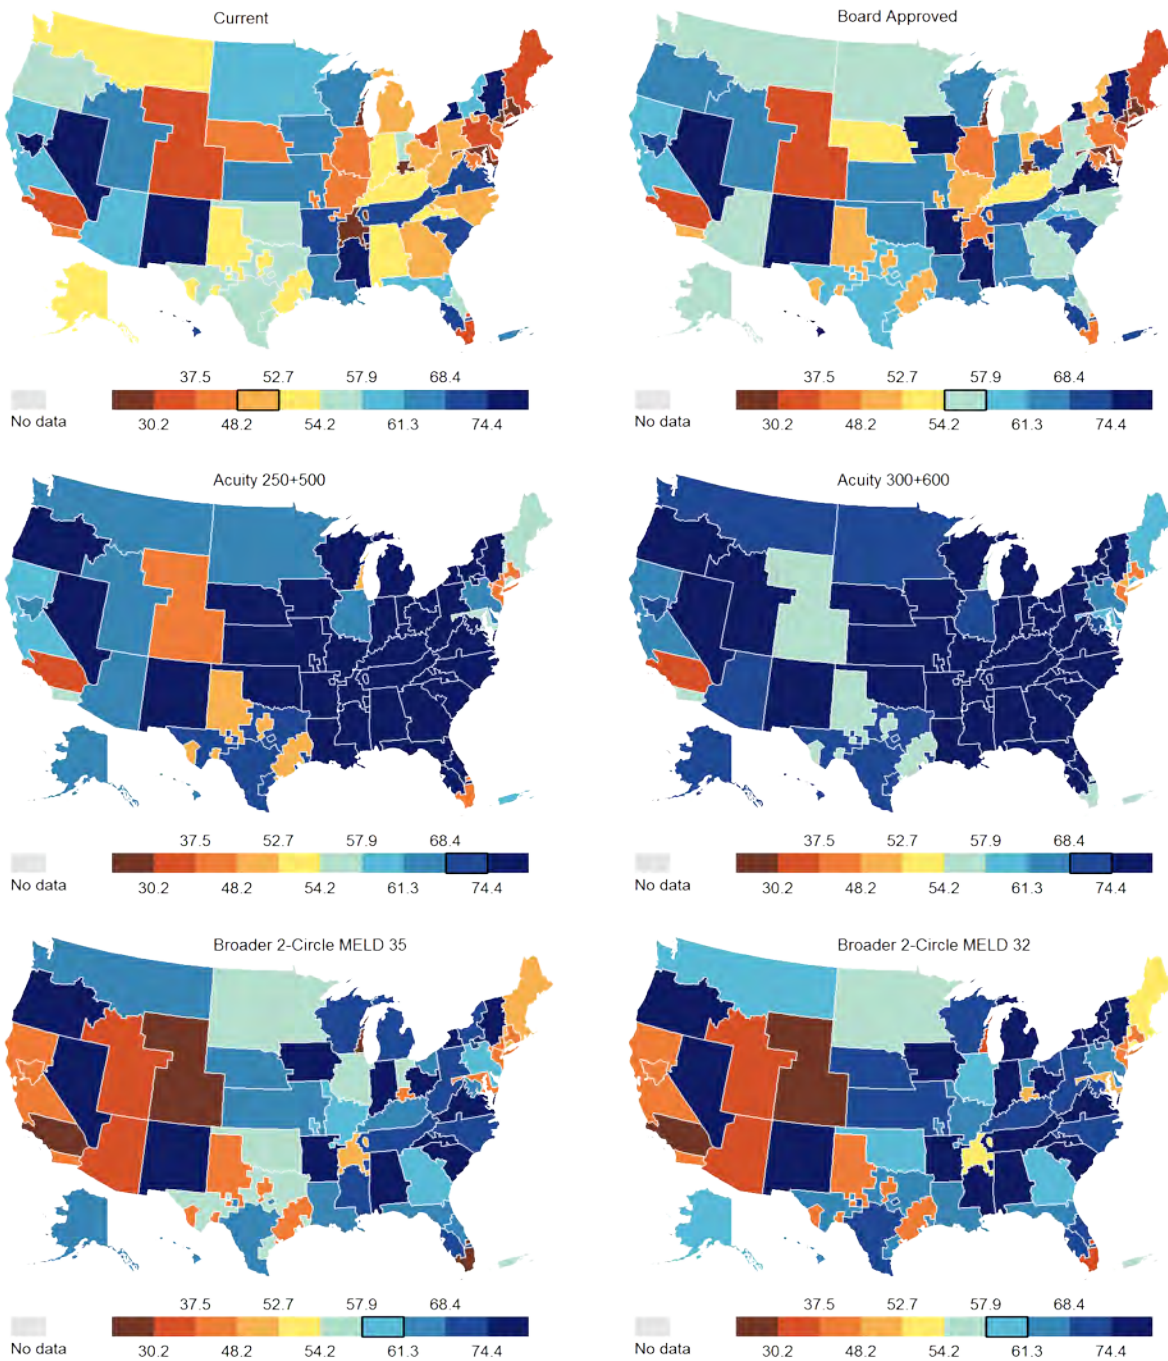 Current
Board Approved
37.5 52.7 57.9 68.4
No data 30.2 48.2 54.2 61.3 74.4
37.5 52.7 57.9 68.4
No data 30.2 48.2 54.2 61.3 74.4
Acuity 250+500
Acuity 300+600
37.5 52.7 57.9 68.4
No data 30.2 48.2 54.2 61.3 74.4
37.5 52.7 57.9 68.4
No data 30.2 48.2 54.2 61.3 74.4
Broader 2-Circle MELD 35
Broader 2-Circle MELD 32
37.5 52.7 57.9 68.4
No data 30.2 48.2 54.2 61.3 74.4
37.5 52.7 57.9 68.4
No data 30.2 48.2 54.2 61.3 74.4